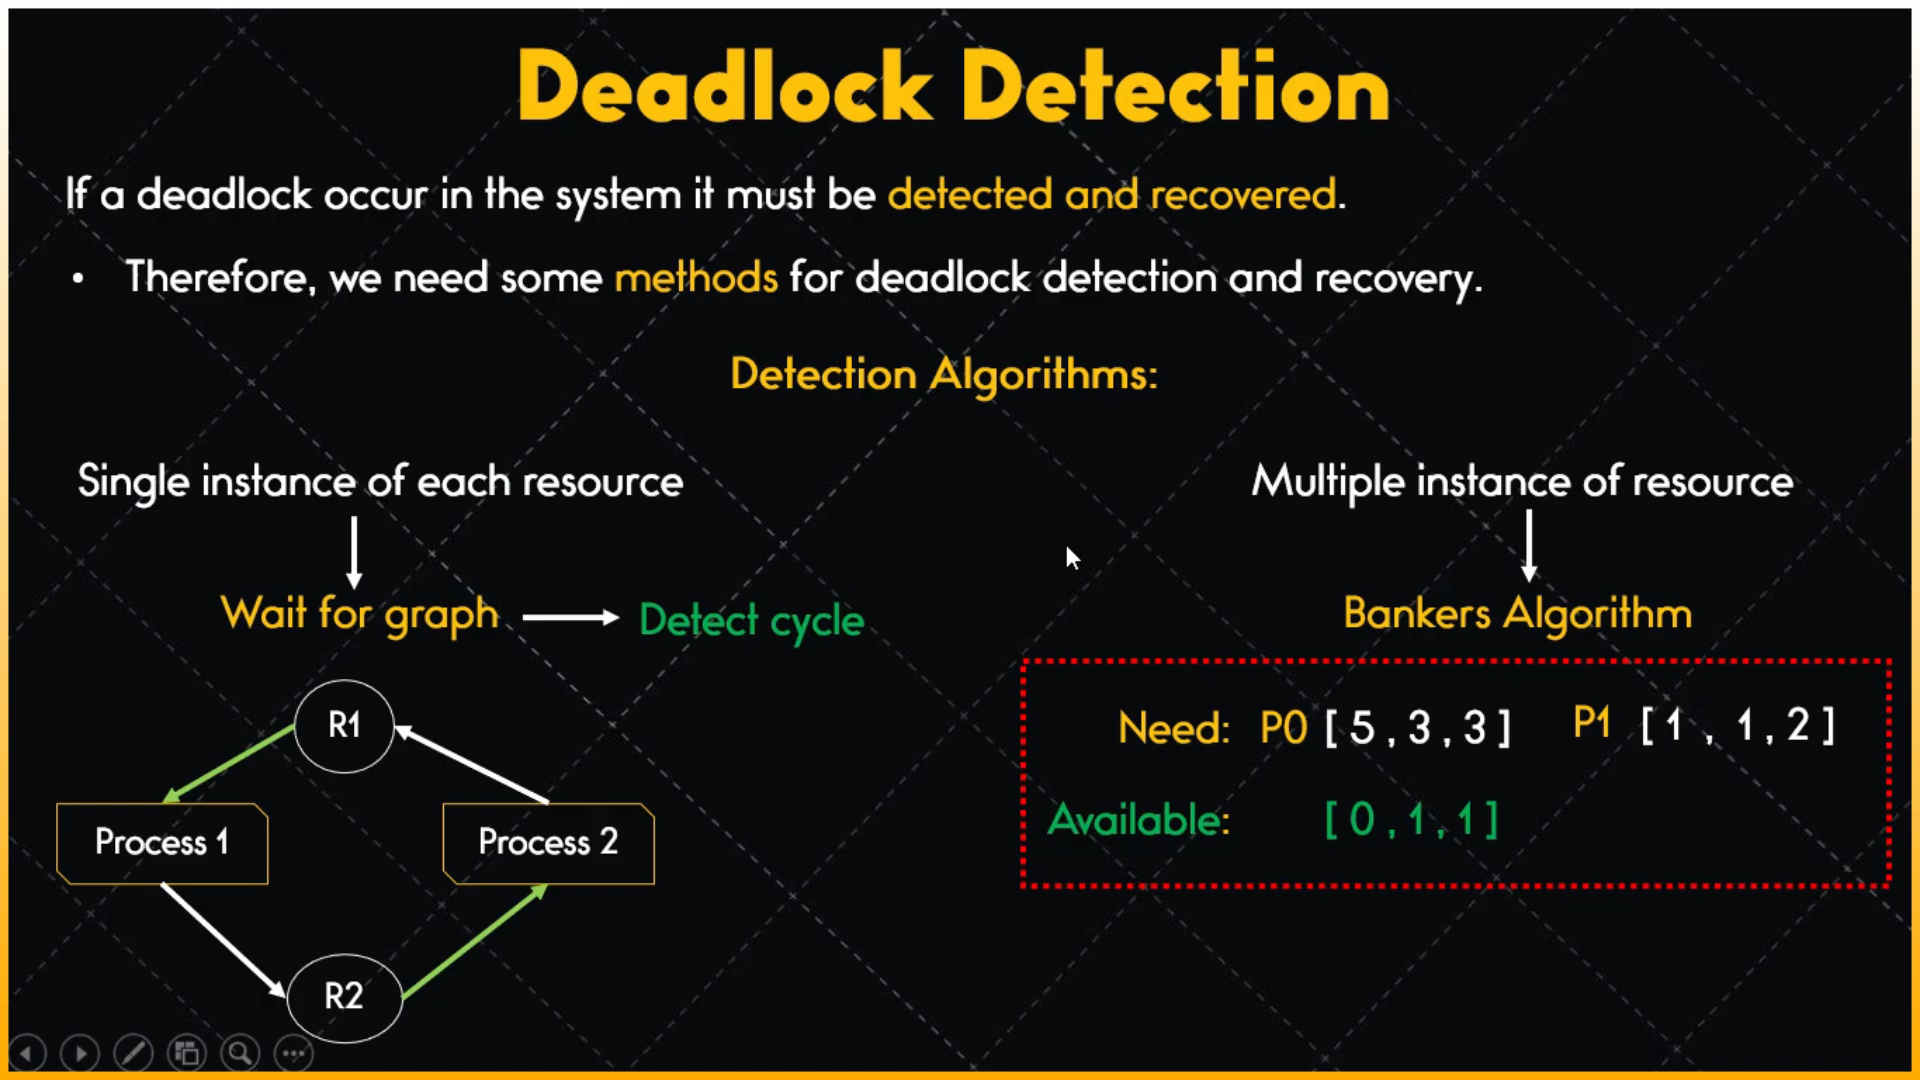 Deadlock Detection
If a deadlock occur in the system it must be detected and recovered.
• Therefore, we need some methods for deadlock detection and recovery.
Detection Algorithms:
Single instance of each resource
Wait for graph
Detect cycle
R1
Process 1
Process 2
R2
Multiple instance of resource
Bankers Algorithm
Need: P0 [ 5 , 3 , 3 ] P1 [ 1 , 1 , 2 ]
Available: [ 0 , 1 , 1 ]